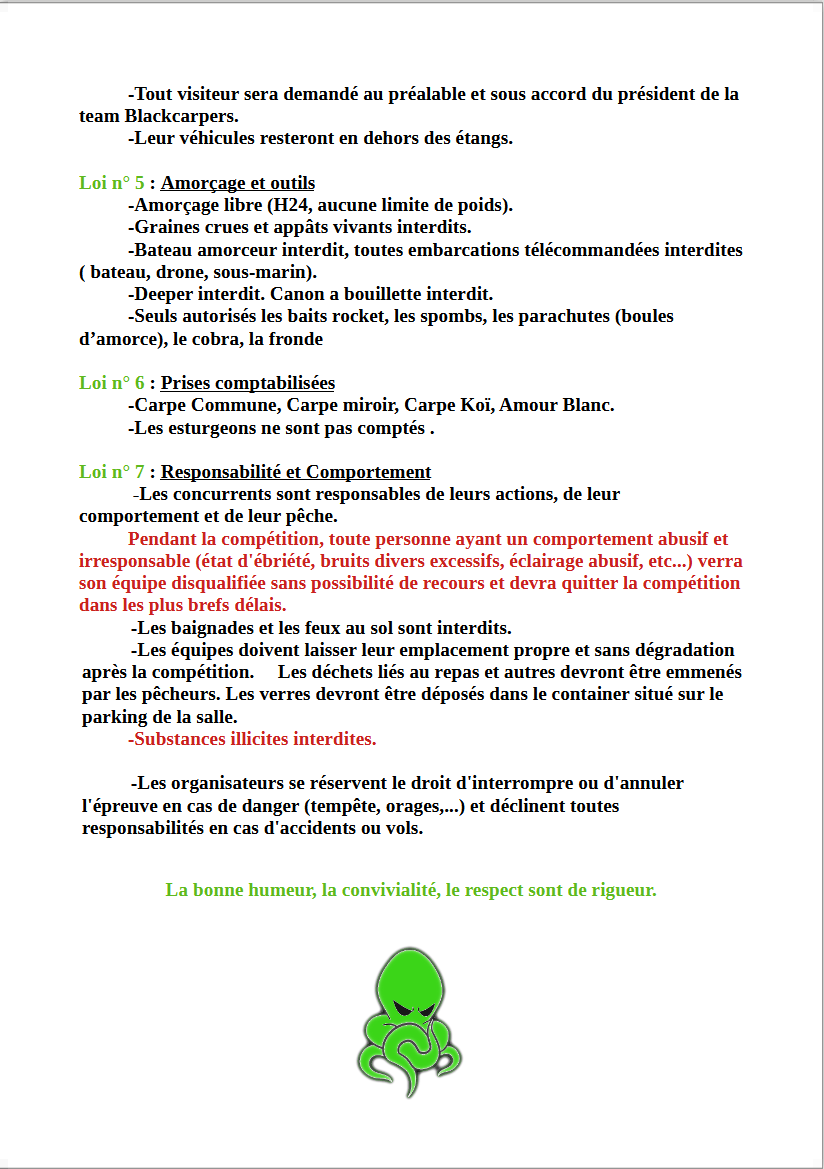 -Tout visiteur sera demandé au préalable et sous accord du président de la
team Blackcarpers.
-Leur véhicules resteront en dehors des étangs.
Loi n° 5 : Amorçage et outils
-Amorçage libre (H24, aucune limite de poids).
-Graines crues et appâts vivants interdits.
-Bateau amorceur interdit, toutes embarcations télécommandées interdites
( bateau, drone, sous-marin).
-Deeper interdit. Canon a bouillette interdit.
-Seuls autorisés les baits rocket, les spombs, les parachutes (boules
d’amorce), le cobra, la fronde
Loi n° 6 : Prises comptabilisées
-Carpe Commune, Carpe miroir, Carpe Koï, Amour Blanc.
-Les esturgeons ne sont pas comptés .
Loi n° 7 : Responsabilité et Comportement
-Les concurrents sont responsables de leurs actions, de leur
comportement et de leur pêche.
Pendant la compétition, toute personne ayant un comportement abusif et
irresponsable (état d'ébriété, bruits divers excessifs, éclairage abusif, etc...) verra
son équipe disqualifiée sans possibilité de recours et devra quitter la compétition
dans les plus brefs délais.
-Les baignades et les feux au sol sont interdits.
-Les équipes doivent laisser leur emplacement propre et sans dégradation
après la compétition. Les déchets liés au repas et autres devront être emmenés
par les pêcheurs. Les verres devront être déposés dans le container situé sur le
parking de la salle.
-Substances illicites interdites.
-Les organisateurs se réservent le droit d'interrompre ou d'annuler
l'épreuve en cas de danger (tempête, orages,...) et déclinent toutes
responsabilités en cas d'accidents ou vols.
La bonne humeur, la convivialité, le respect sont de rigueur.